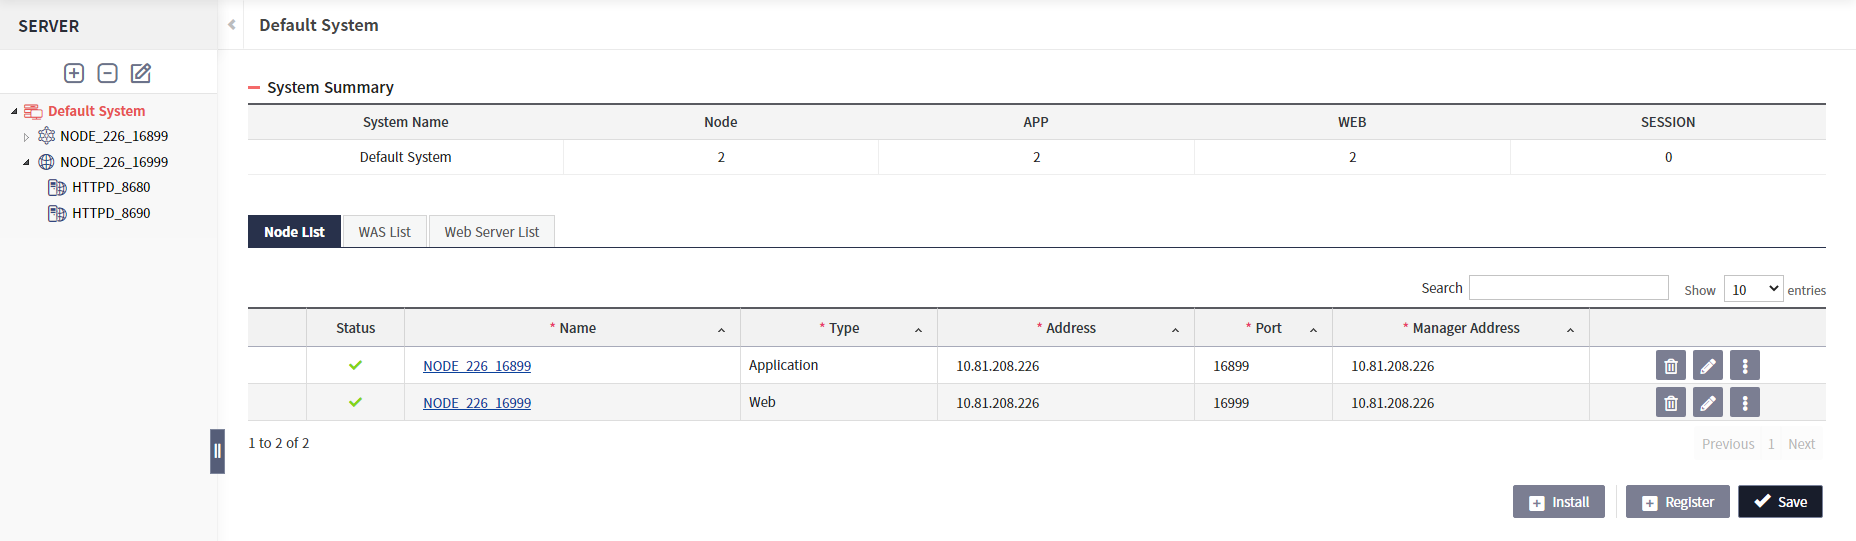 SERVER
Default System
Default System
NODE_226_16899
NODE_226_16999
HTTPD_8680
HTTPD_8690
System Summary
System Name Node APP WEB SESSION
Default System 2 2 2 0
Node List WAS List Web Server List
Search Show 10 entries
Status * Name * Type * Address * Port * Manager Address
NODE_226_16899 Application 10.81.208.226 16899 10.81.208.226
NODE_226_16999 Web 10.81.208.226 16999 10.81.208.226
1 to 2 of 2 Previous 1 Next
Install Register Save